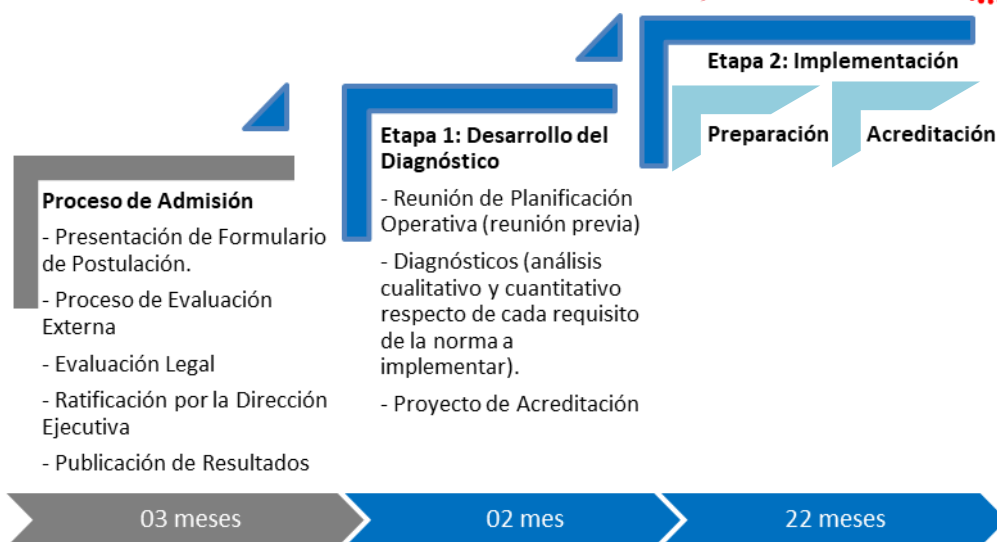 Proceso de Admisión
- Presentación de Formulario
de Postulación.
- Proceso de Evaluación
Externa
- Evaluación Legal
- Ratificación por la Dirección
Ejecutiva
- Publicación de Resultados
Etapa 1: Desarrollo del
Diagnóstico
- Reunión de Planificación
Operativa (reunión previa)
- Diagnósticos (análisis
cualitativo y cuantitativo
respecto de cada requisito
de la norma a
implementar).
- Proyecto de Acreditación
Etapa 2: Implementación
Preparación
Acreditación
03 meses
02 mes
22 meses